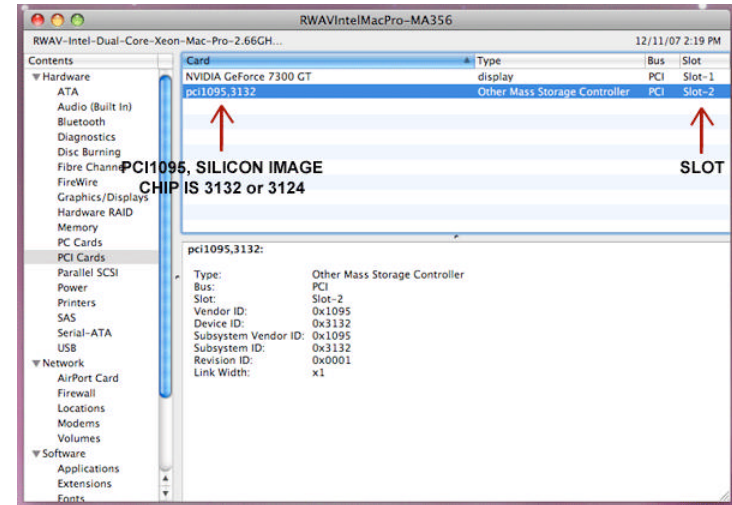 RWAVIntelMacPro-MA356
RWAV-Intel-Dual-Core-Xeon-Mac-Pro-2.66GH... 12/11/07 2:19 PM
Contents
Hardware
ATA
Audio (Built In)
Bluetooth
Diagnostics
Disc Burning
Fibre Channel
FireWire
Graphics/Displays
Hardware RAID
Memory
PC Cards
PCI Cards
Parallel SCSI
Power
Printers
SAS
Serial-ATA
USB
Network
AirPort Card
Firewall
Locations
Modems
Volumes
Software
Applications
Extensions
Fonts
Card Type Bus Slot
NVIDIA GeForce 7300 GT display PCI Slot-1
pci1095,3132 Other Mass Storage Controller PCI Slot-2
PCI1095, SILICON IMAGE
CHIP IS 3132 or 3124
SLOT
pci1095,3132:
Type: Other Mass Storage Controller
Bus: PCI
Slot: Slot-2
Vendor ID: 0x1095
Device ID: 0x3132
Subsystem Vendor ID: 0x1095
Subsystem ID: 0x3132
Revision ID: 0x0001
Link Width: x1